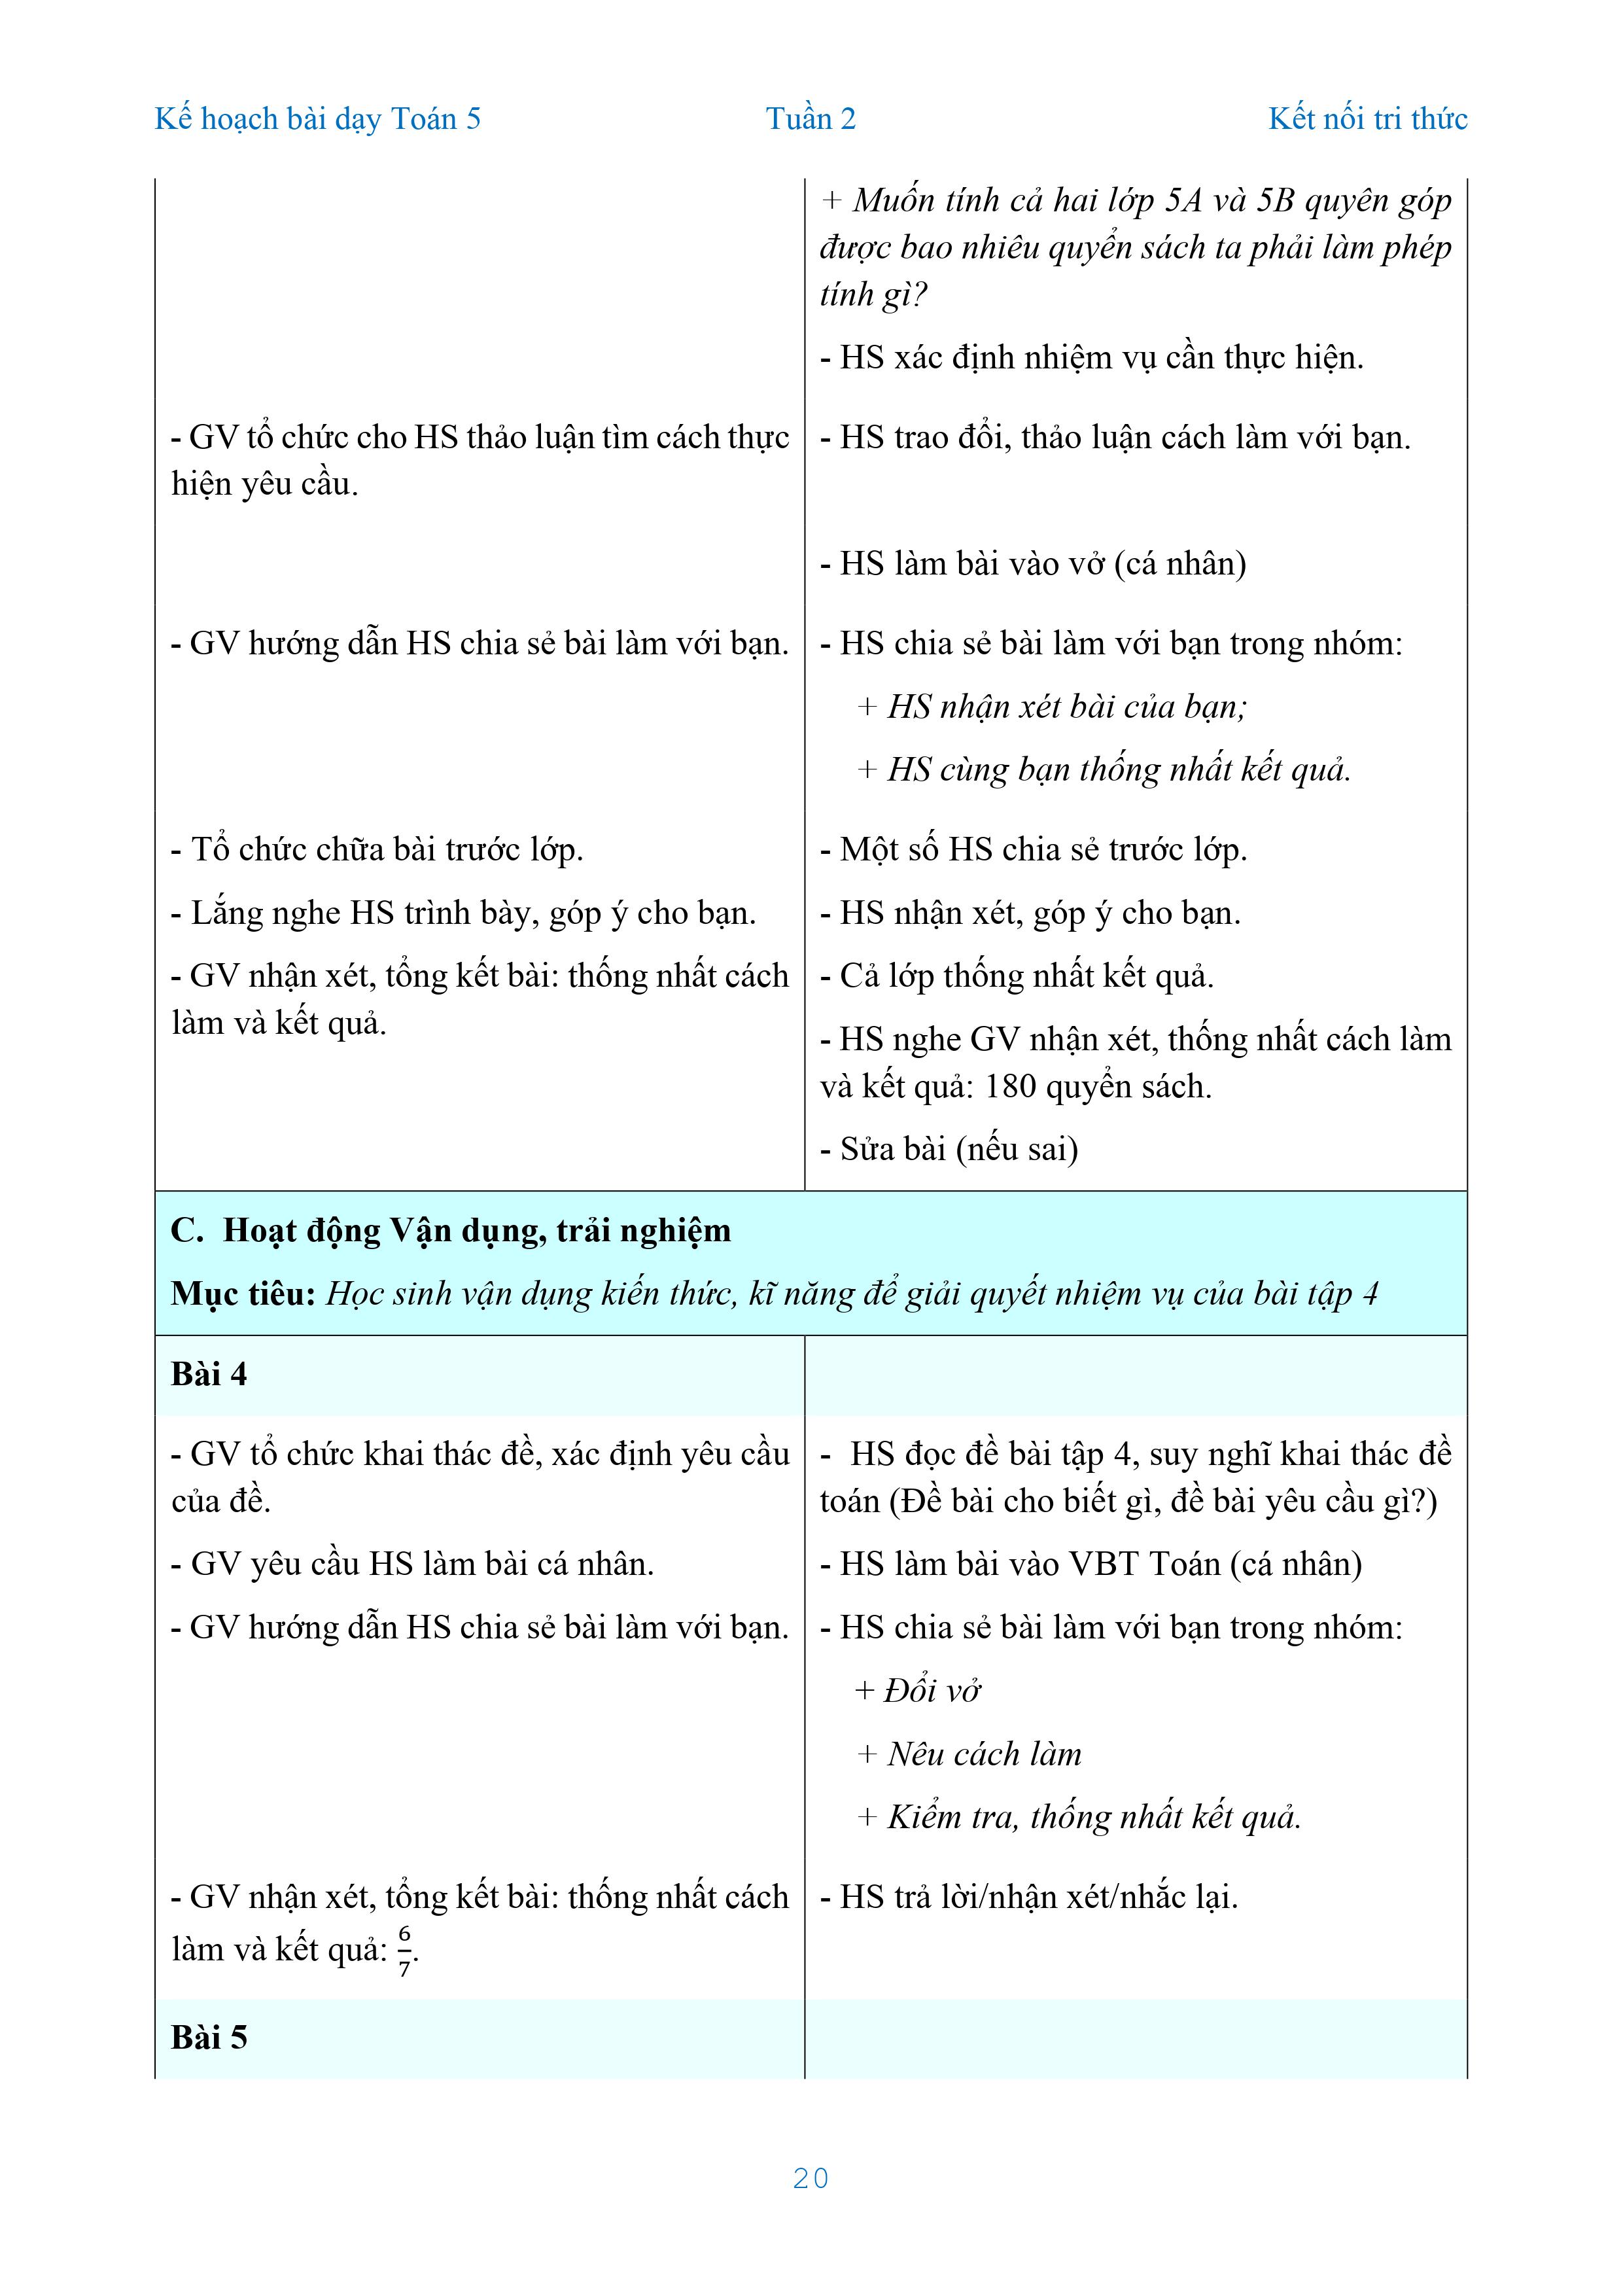 Kế hoạch bài dạy Toán 5 Tuần 2 Kết nối tri thức
+ Muốn tính cả hai lớp 5A và 5B quyên góp
được bao nhiêu quyển sách ta phải làm phép
tính gì?
- HS xác định nhiệm vụ cần thực hiện.
- GV tổ chức cho HS thảo luận tìm cách thực
hiện yêu cầu.
- HS trao đổi, thảo luận cách làm với bạn.
- HS làm bài vào vở (cá nhân)
- GV hướng dẫn HS chia sẻ bài làm với bạn.
- HS chia sẻ bài làm với bạn trong nhóm:
+ HS nhận xét bài của bạn;
+ HS cùng bạn thống nhất kết quả.
- Tổ chức chữa bài trước lớp.
- Lắng nghe HS trình bày, góp ý cho bạn.
- GV nhận xét, tổng kết bài: thống nhất cách
làm và kết quả.
- Một số HS chia sẻ trước lớp.
- HS nhận xét, góp ý cho bạn.
- Cả lớp thống nhất kết quả.
- HS nghe GV nhận xét, thống nhất cách làm
và kết quả: 180 quyển sách.
- Sửa bài (nếu sai)
C. Hoạt động Vận dụng, trải nghiệm
Mục tiêu: Học sinh vận dụng kiến thức, kĩ năng để giải quyết nhiệm vụ của bài tập 4
Bài 4
- GV tổ chức khai thác đề, xác định yêu cầu
của đề.
- GV yêu cầu HS làm bài cá nhân.
- GV hướng dẫn HS chia sẻ bài làm với bạn.
- HS đọc đề bài tập 4, suy nghĩ khai thác đề
toán (Đề bài cho biết gì, đề bài yêu cầu gì?)
- HS làm bài vào VBT Toán (cá nhân)
- HS chia sẻ bài làm với bạn trong nhóm:
+ Đổi vở
+ Nêu cách làm
+ Kiểm tra, thống nhất kết quả.
- GV nhận xét, tổng kết bài: thống nhất cách
làm và kết quả: 6/7.
- HS trả lời/nhận xét/nhắc lại.
Bài 5
20